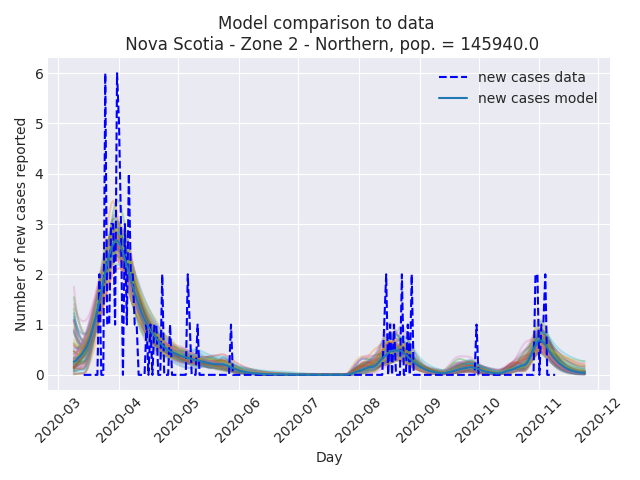 Model comparison to data
Nova Scotia - Zone 2 - Northern, pop. = 145940.0
new cases data
new cases model
Number of new cases reported
6
5
4
3
2
1
0
2020-03
2020-04
2020-05
2020-06
2020-07
2020-08
2020-09
2020-10
2020-11
2020-12
Day